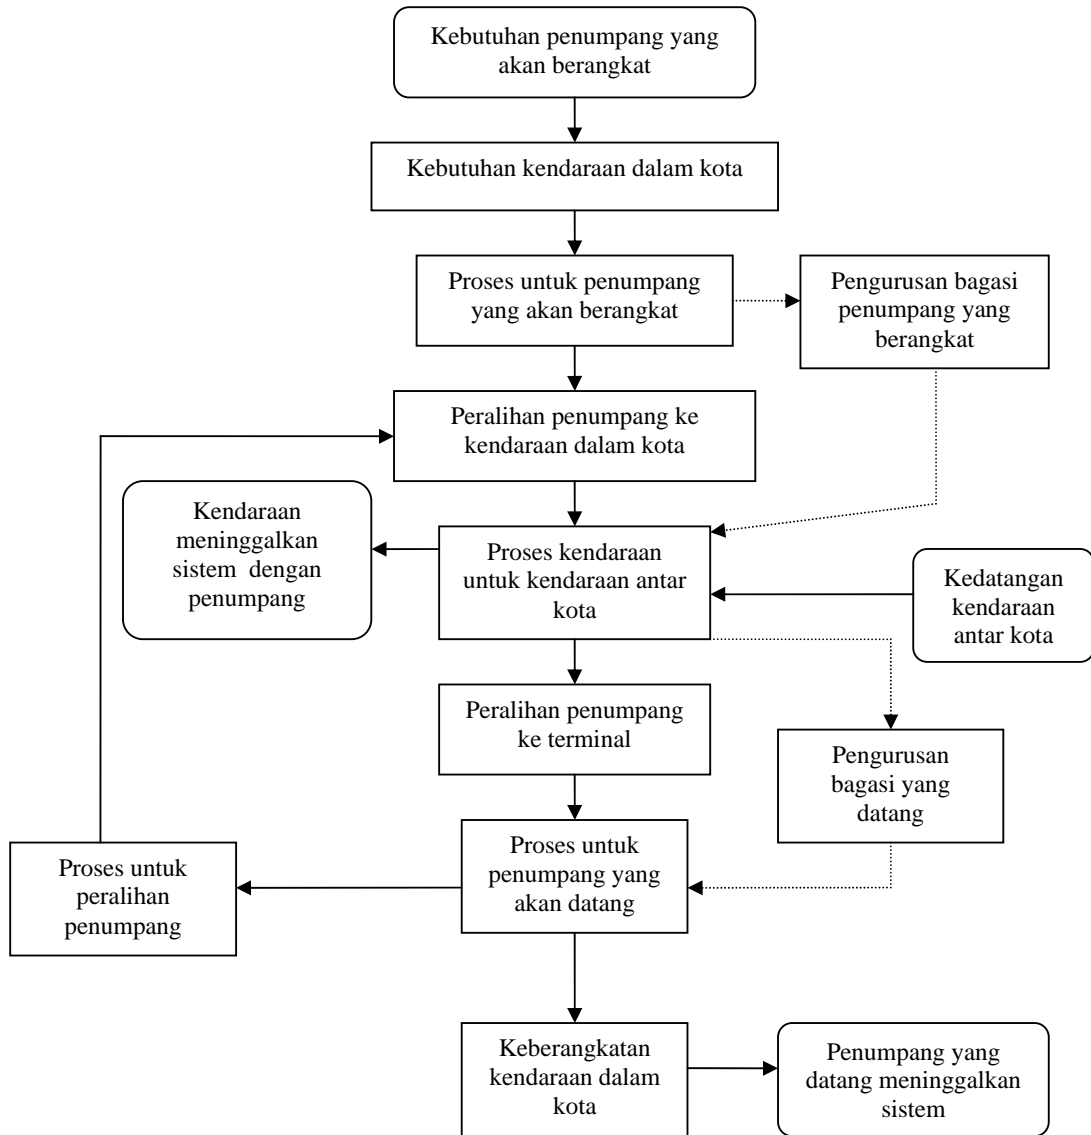 Kebutuhan penumpang yang
akan berangkat
Kebutuhan kendaraan dalam kota
Proses untuk penumpang
yang akan berangkat
Pengurusan bagasi
penumpang yang
berangkat
Peralihan penumpang ke
kendaraan dalam kota
Kendaraan
meninggalkan
sistem dengan
penumpang
Proses kendaraan
untuk kendaraan antar
kota
Kedatangan
kendaraan
antar kota
Peralihan penumpang
ke terminal
Pengurusan
bagasi yang
datang
Proses untuk
peralihan
penumpang
Proses untuk
penumpang yang
akan datang
Keberangkatan
kendaraan dalam
kota
Penumpang yang
datang meninggalkan
sistem